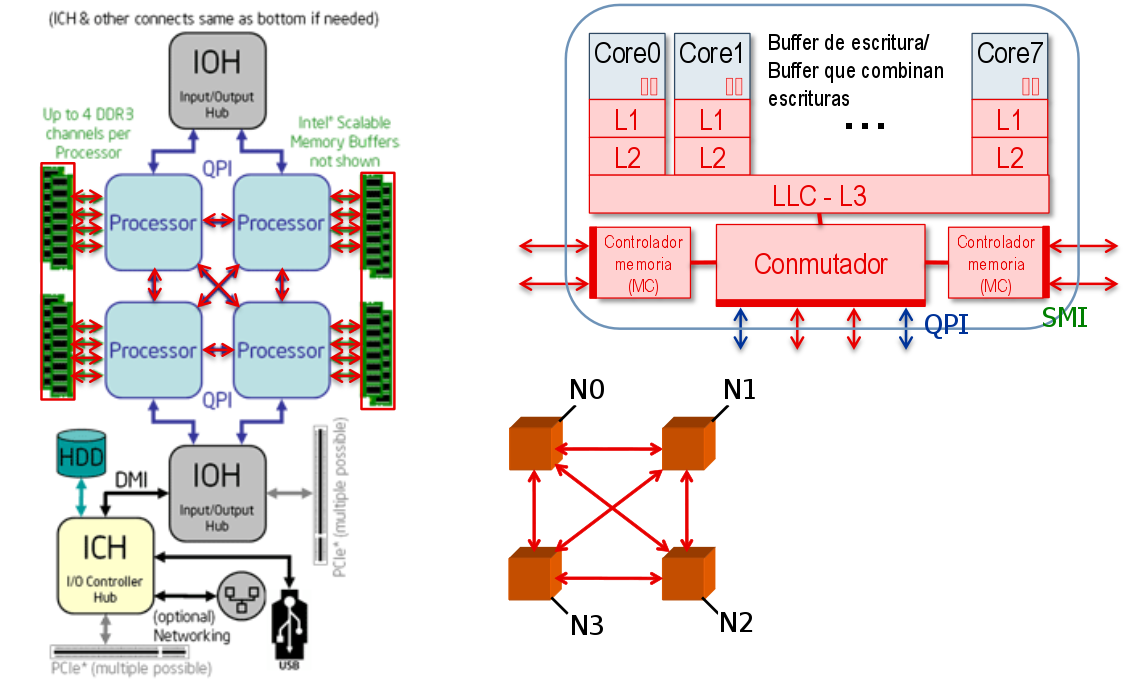 (ICH & other connects same as bottom if needed)
IOH
Input/Output
Hub
Up to 4 DDR3
channels per
Processor
Intel® Scalable
Memory Buffers
not shown
QPI
Processor
Processor
Processor
Processor
QPI
HDD
DMI
IOH
Input/Output
Hub
PCIe* (multiple possible)
ICH
I/O Controller
Hub
(optional)
Networking
USB
PCIe* (multiple possible)
Core0
Core1
Buffer de escritura/
Buffer que combinan
escrituras
...
Core7
L1
L1
L1
L2
L2
L2
LLC - L3
Controlador
memoria
(MC)
Conmutador
Controlador
memoria
(MC)
QPI
SMI
N0
N1
N3
N2